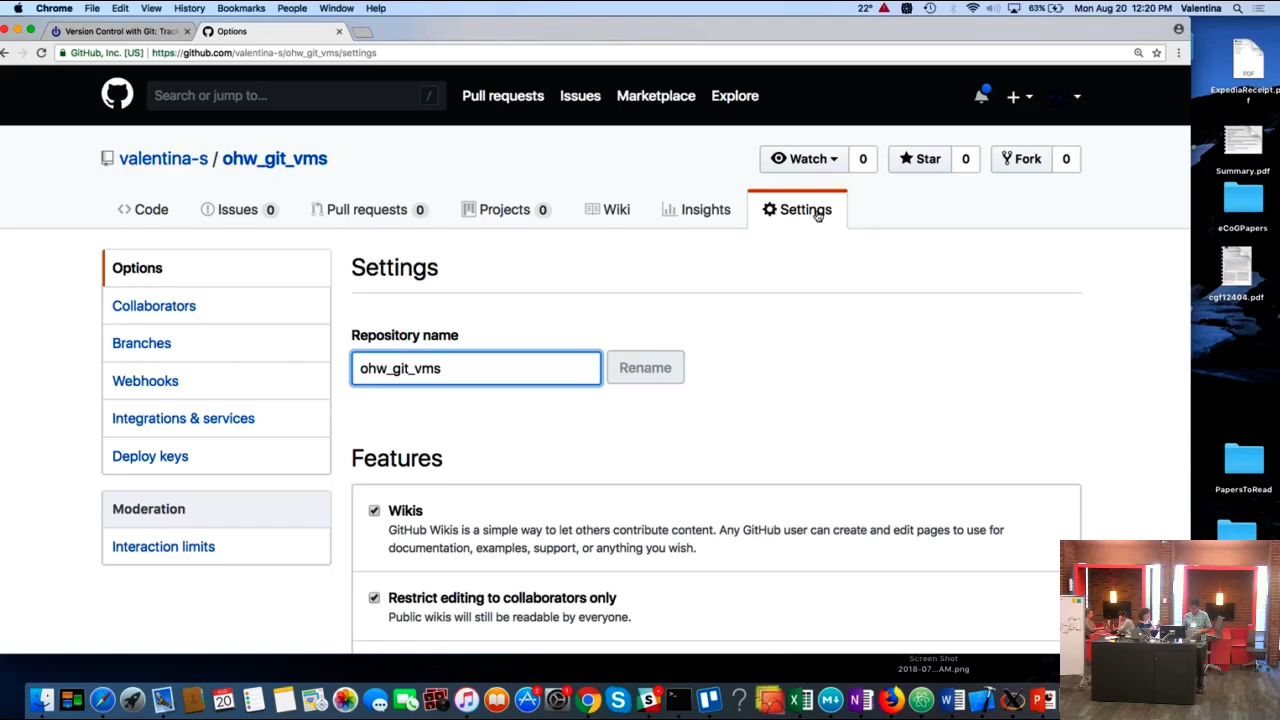 Chrome File Edit View History Bookmarks People Window Help
22° 63% Mon Aug 20 12:20 PM Valentina
Version Control with Git: Trac
Options
GitHub, Inc. [US] https://github.com/valentina-s/ohw_git_vms/settings
Search or jump to... /
Pull requests Issues Marketplace Explore
valentina-s / ohw_git_vms
Watch 0 Star 0 Fork 0
Code Issues 0 Pull requests 0 Projects 0 Wiki Insights Settings
Options
Collaborators
Branches
Webhooks
Integrations & services
Deploy keys
Moderation
Interaction limits
Settings
Repository name
ohw_git_vms Rename
Features
Wikis
GitHub Wikis is a simple way to let others contribute content. Any GitHub user can create and edit pages to use for
documentation, examples, support, or anything you wish.
Restrict editing to collaborators only
Public wikis will still be readable by everyone.
PDF
ExpediaReceipt.p
f
Summary.pdf
eCoGPapers
cgf12404.pdf
PapersToRead
Screen Shot
2018-07...AM.png
20